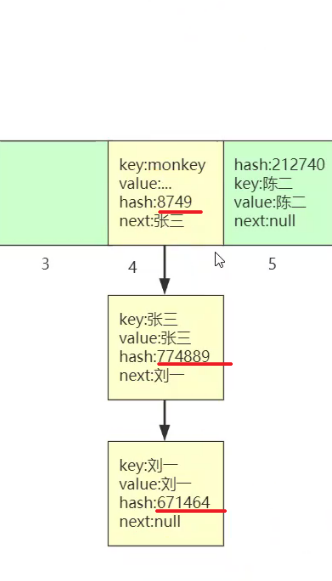 key:monkey
value:...
hash:8749
next:张三
hash:212740
key:陈二
value:陈二
next:null
3
4
5
key:张三
value:张三
hash:774889
next:刘一
key:刘一
value:刘一
hash:671464
next:null